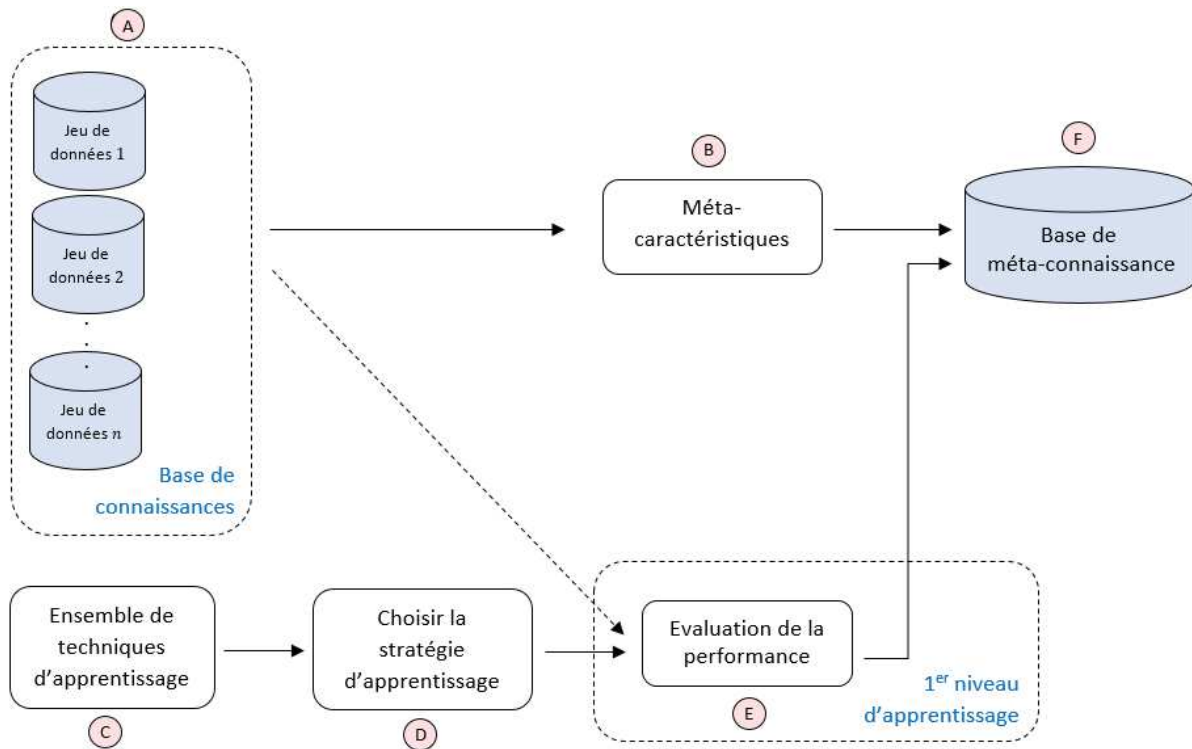 A
Jeu de
données 1
Jeu de
données 2
.
.
.
Jeu de
données n
Base de
connaissances
B
Méta-
caractéristiques
F
Base de
méta-connaissance
Ensemble de
techniques
d'apprentissage
C
Choisir la
stratégie
d'apprentissage
D
Evaluation de la
performance
E
1er niveau
d'apprentissage